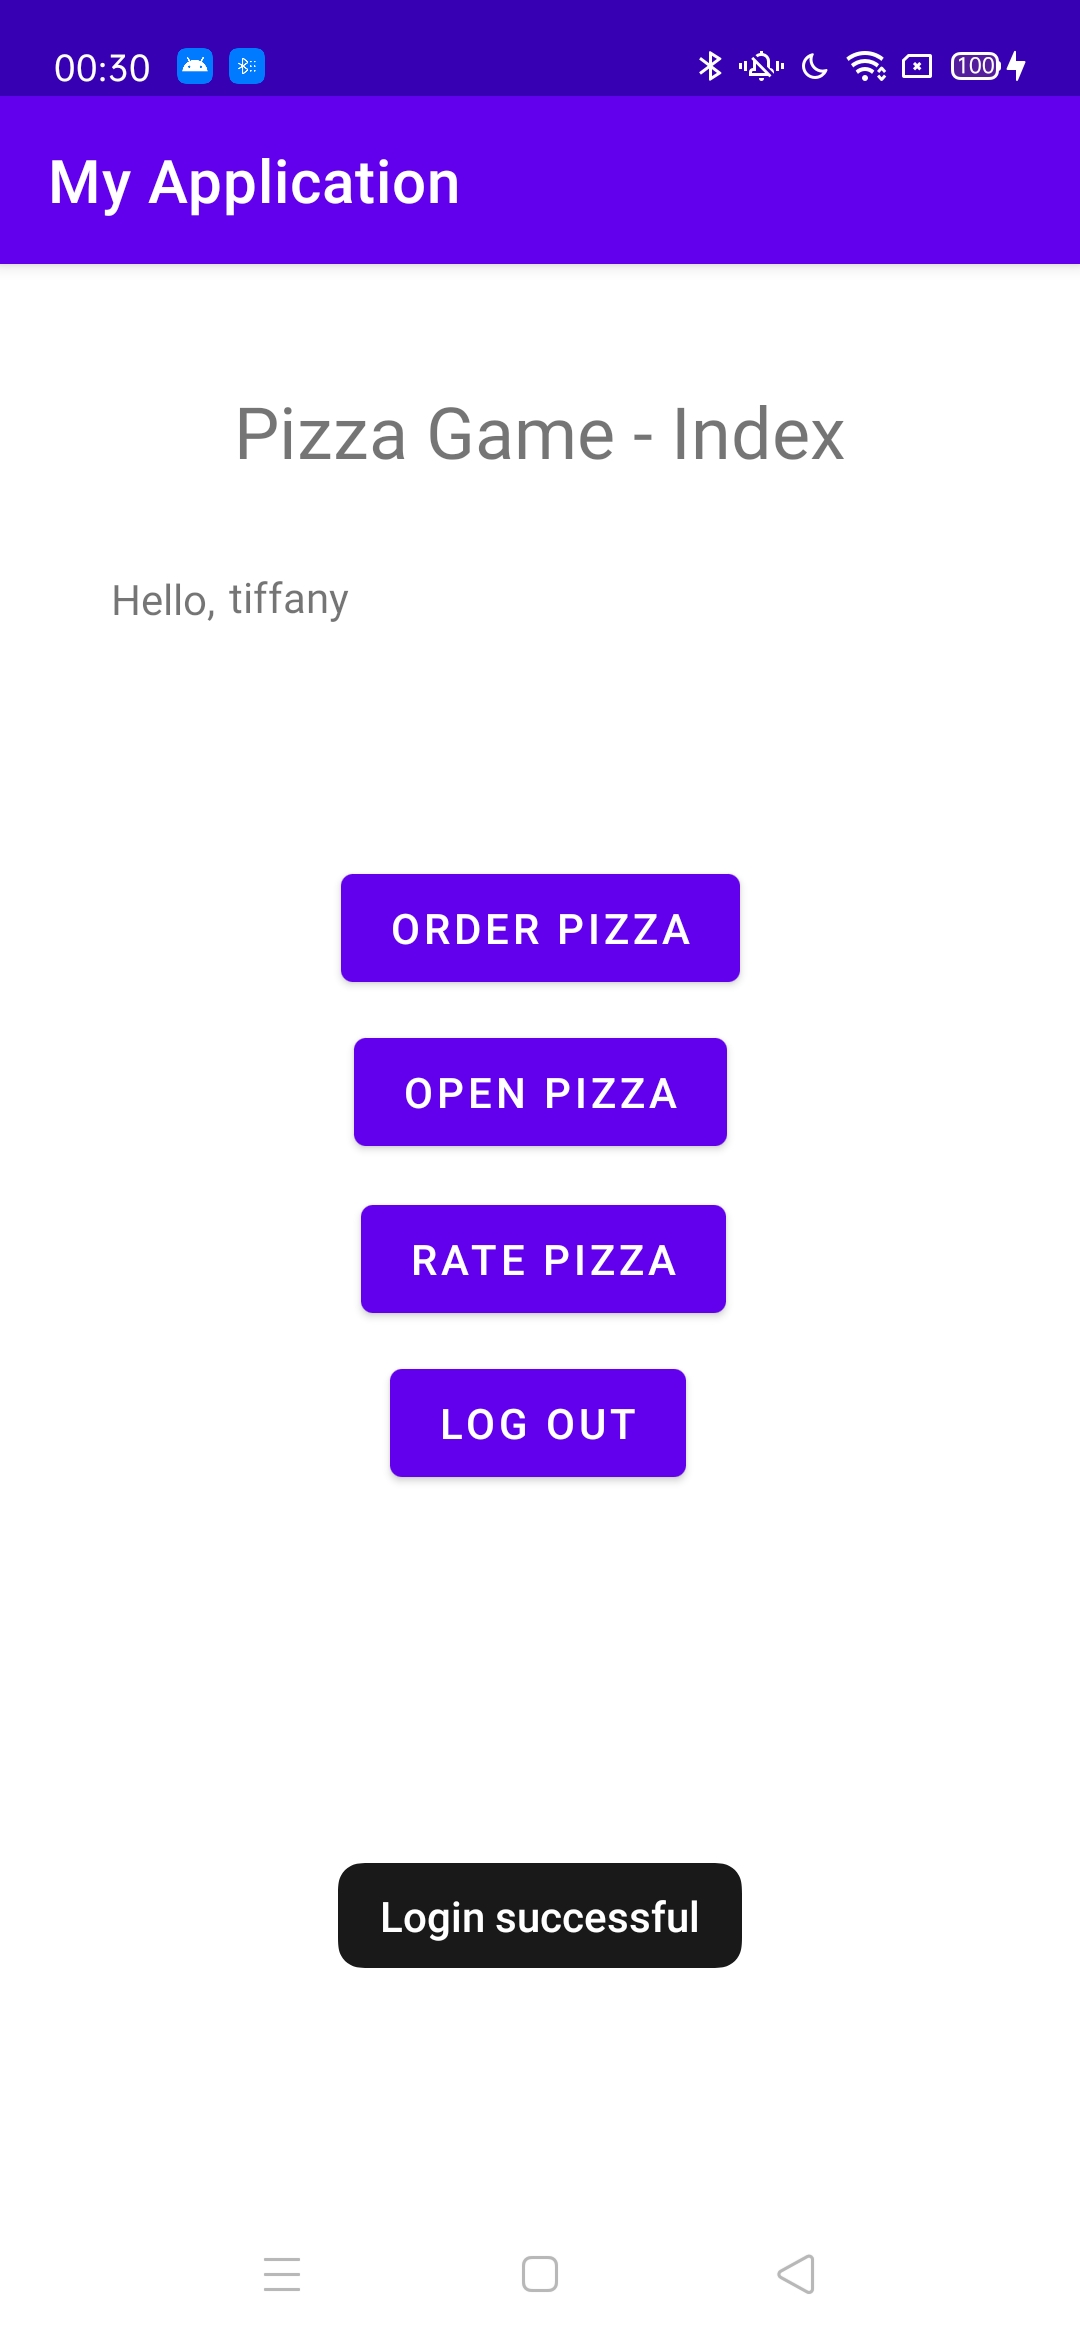 00:30 100
My Application
Pizza Game - Index
Hello, tiffany
ORDER PIZZA
OPEN PIZZA
RATE PIZZA
LOG OUT
Login successful